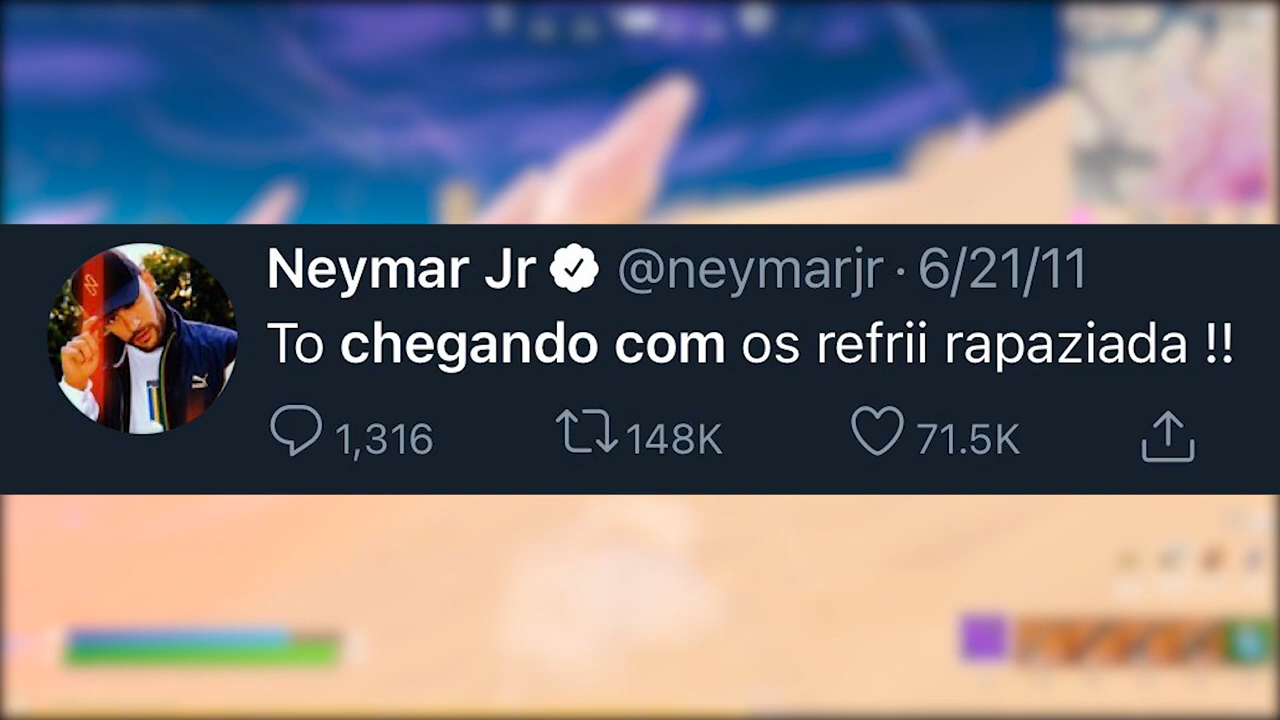 Neymar Jr @neymarjr · 6/21/11
To chegando com os refrii rapaziada !!
1,316 148K 71.5K